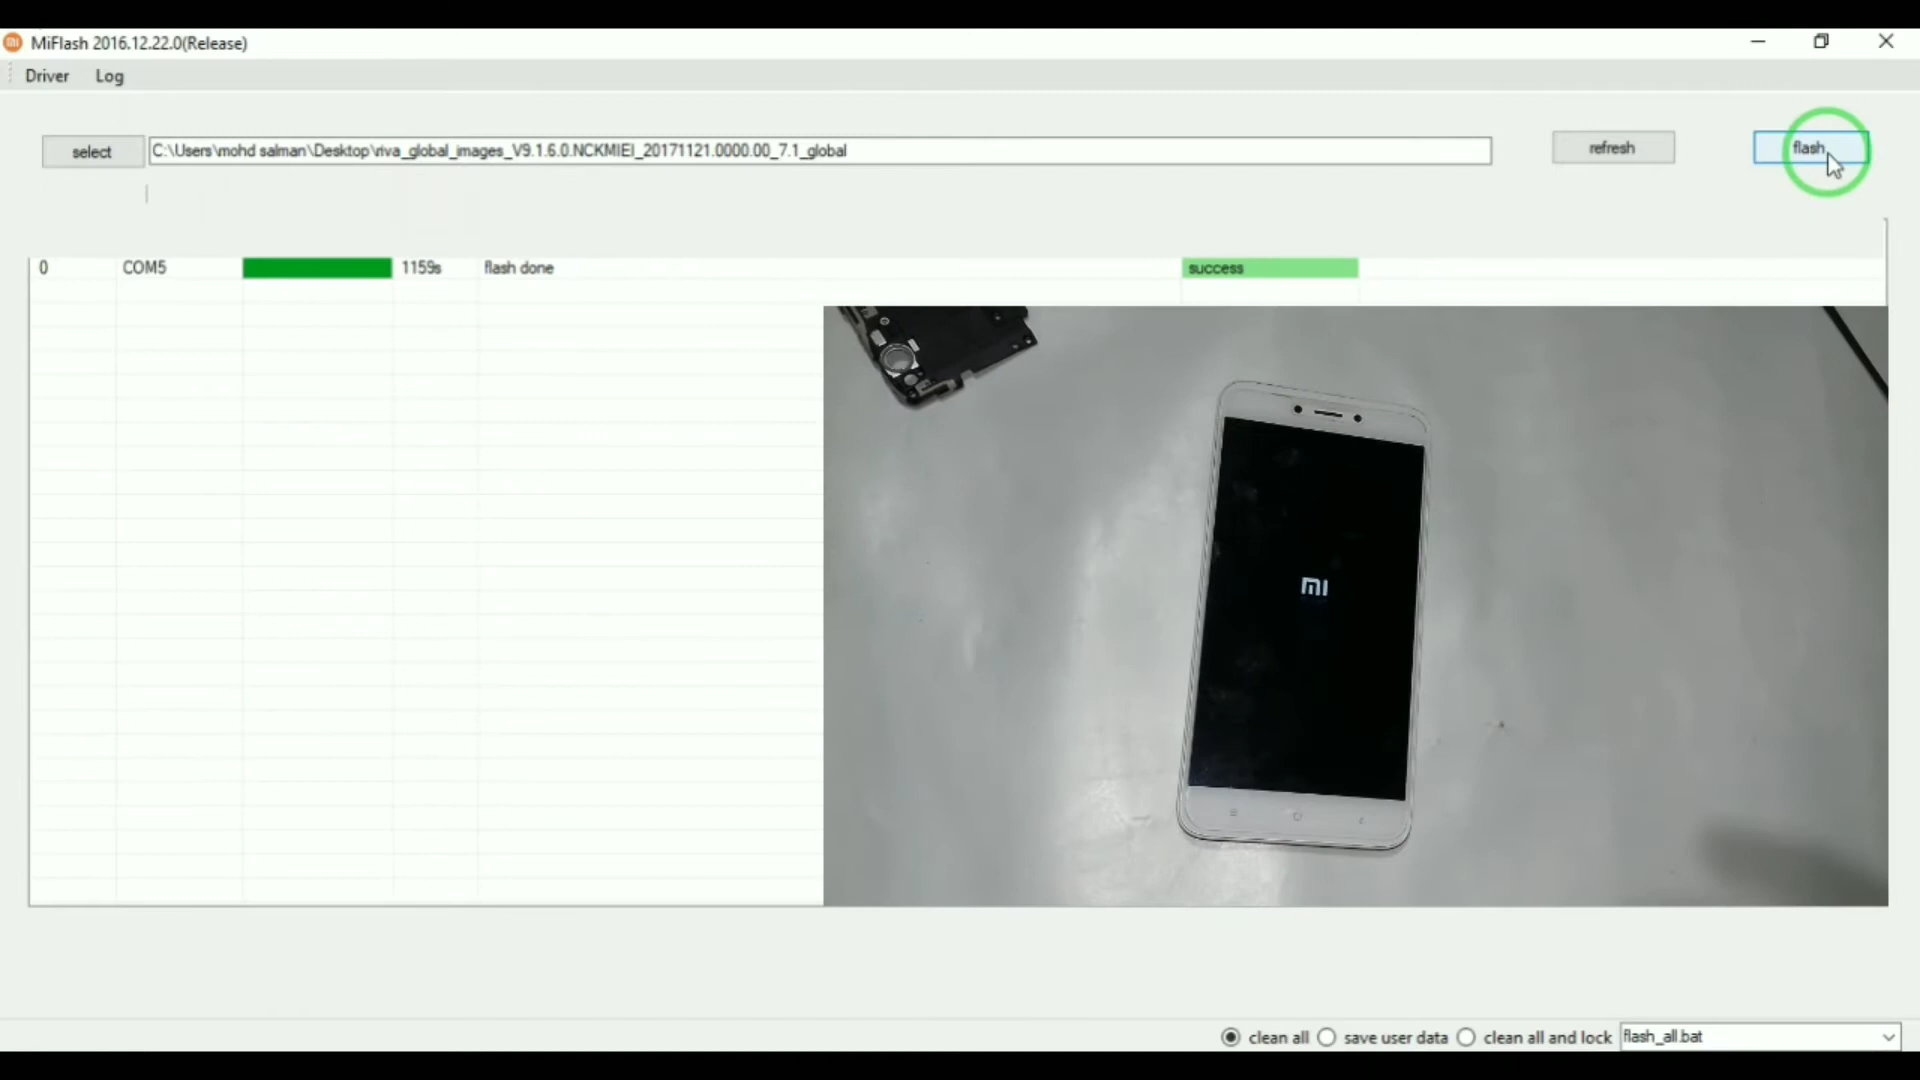 MiFlash 2016.12.22.0(Release)
Driver Log
select C:\Users\mohd salman\Desktop\riva_global_images_V9.1.6.0.NCKMIEI_20171121.0000.00_7.1_global refresh flash
0 COM5 1159s flash done success
MI
clean all save user data clean all and lock flash_all.bat